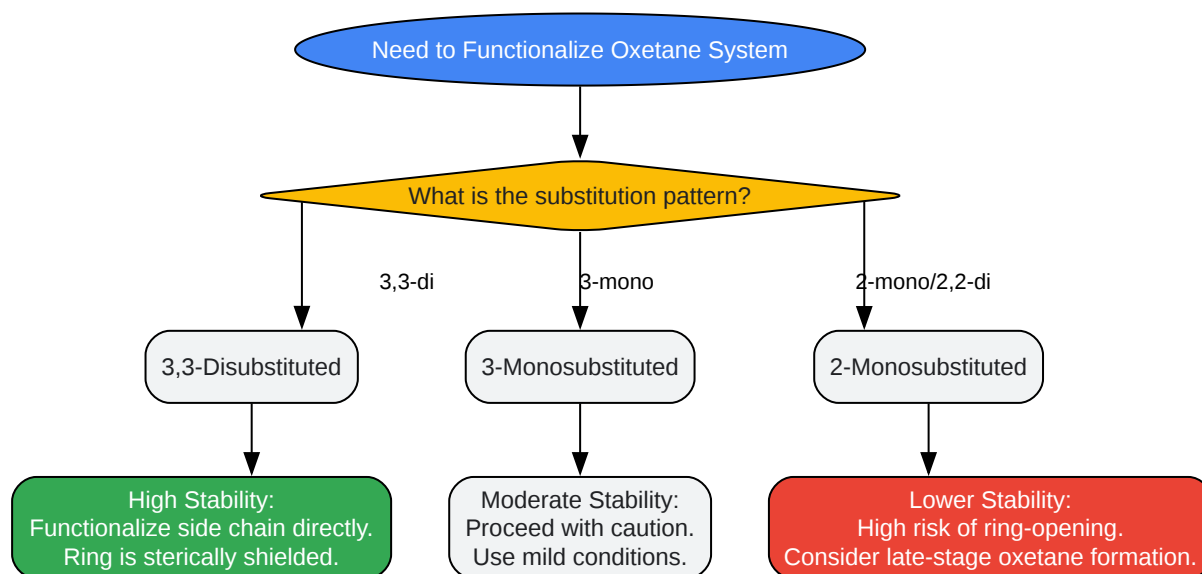 Need to Functionalize Oxetane System
What is the substitution pattern?
3,3-di
3-mono
2-mono/2,2-di
3,3-Disubstituted
3-Monosubstituted
2-Monosubstituted
High Stability:
Functionalize side chain directly.
Ring is sterically shielded.
Moderate Stability:
Proceed with caution.
Use mild conditions.
Lower Stability:
High risk of ring-opening.
Consider late-stage oxetane formation.